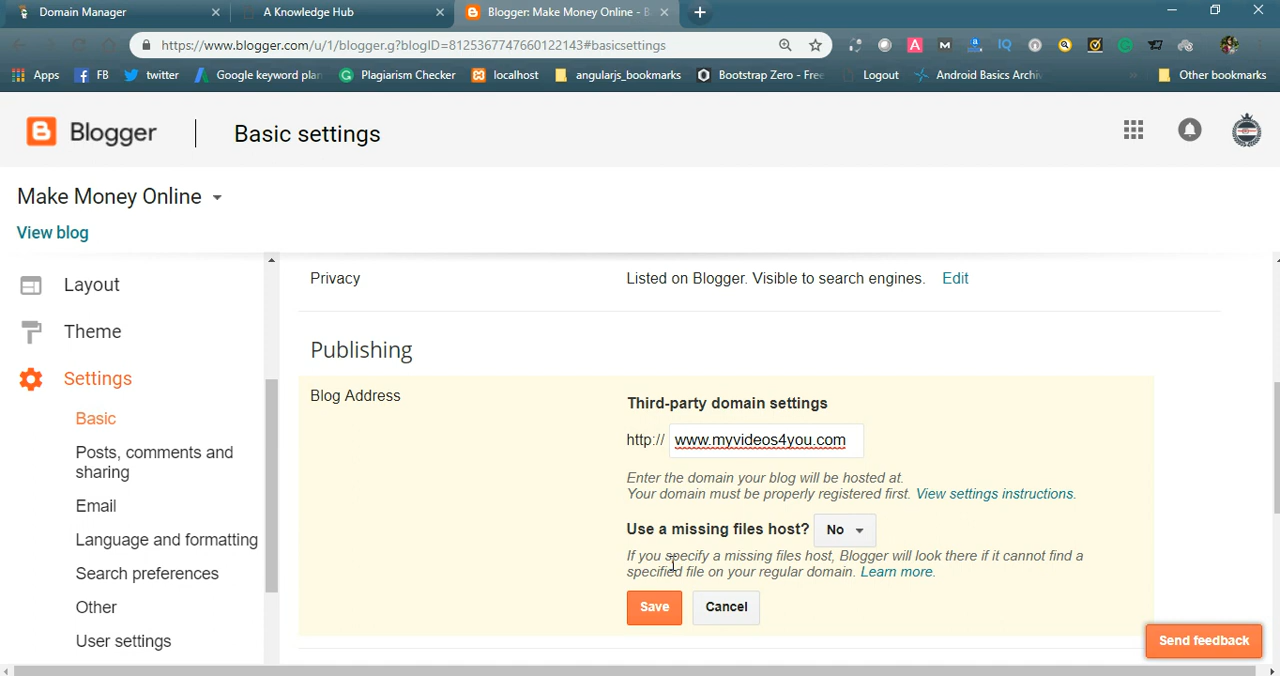 Domain Manager
A Knowledge Hub
Blogger: Make Money Online - B
https://www.blogger.com/u/1/blogger.g?blogID=8125367747660122143#basicsettings
Apps
FB
twitter
Google keyword plan
Plagiarism Checker
localhost
angularjs_bookmarks
Bootstrap Zero - Free
Logout
Android Basics Archiv
Other bookmarks
Blogger
Basic settings
Make Money Online
View blog
Layout
Theme
Settings
Basic
Posts, comments and
sharing
Email
Language and formatting
Search preferences
Other
User settings
Privacy
Listed on Blogger. Visible to search engines. Edit
Publishing
Blog Address
Third-party domain settings
http:// www.myvideos4you.com
Enter the domain your blog will be hosted at.
Your domain must be properly registered first. View settings instructions.
Use a missing files host? No
If you specify a missing files host, Blogger will look there if it cannot find a
specified file on your regular domain. Learn more.
Save
Cancel
Send feedback